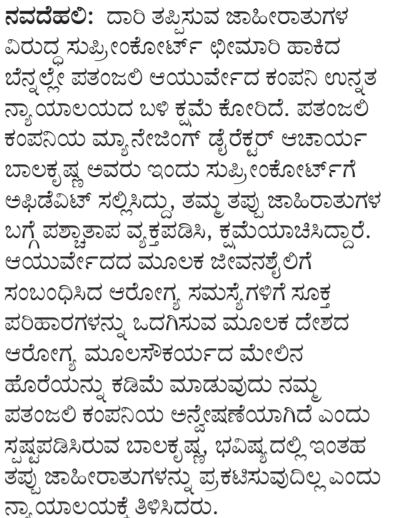 ನವದೆಹಲಿ: ದಾರಿ ತಪ್ಪಿಸುವ ಜಾಹೀರಾತುಗಳ
ವಿರುದ್ಧ ಸುಪ್ರೀಂಕೋರ್ಟ್ ಛೀಮಾರಿ ಹಾಕಿದ
ಬೆನ್ನಲ್ಲೇ ಪತಂಜಲಿ ಆಯುರ್ವೇದ ಕಂಪನಿ ಉನ್ನತ
ನ್ಯಾಯಾಲಯದ ಬಳಿ ಕ್ಷಮೆ ಕೋರಿದೆ. ಪತಂಜಲಿ
ಕಂಪನಿಯ ಮ್ಯಾನೇಜಿಂಗ್ ಡೈರೆಕ್ಟರ್ ಆಚಾರ್ಯ
ಬಾಲಕೃಷ್ಣ ಅವರು ಇಂದು ಸುಪ್ರೀಂಕೋರ್ಟ್‌ಗೆ
ಅಫಿಡೆವಿಟ್ ಸಲ್ಲಿಸಿದ್ದು, ತಮ್ಮ ತಪ್ಪು ಜಾಹಿರಾತುಗಳ
ಬಗ್ಗೆ ಪಶ್ಚಾತಾಪ ವ್ಯಕ್ತಪಡಿಸಿ, ಕ್ಷಮೆಯಾಚಿಸಿದ್ದಾರೆ.
ಆಯುರ್ವೇದದ ಮೂಲಕ ಜೀವನಶೈಲಿಗೆ
ಸಂಬಂಧಿಸಿದ ಆರೋಗ್ಯ ಸಮಸ್ಯೆಗಳಿಗೆ ಸೂಕ್ತ
ಪರಿಹಾರಗಳನ್ನು ಒದಗಿಸುವ ಮೂಲಕ ದೇಶದ
ಆರೋಗ್ಯ ಮೂಲಸೌಕರ್ಯದ ಮೇಲಿನ
ಹೊರೆಯನ್ನು ಕಡಿಮೆ ಮಾಡುವುದು ನಮ್ಮ
ಪತಂಜಲಿ ಕಂಪನಿಯ ಅನ್ವೇಷಣೆಯಾಗಿದೆ ಎಂದು
ಸ್ಪಷ್ಟಪಡಿಸಿರುವ ಬಾಲಕೃಷ್ಣ, ಭವಿಷ್ಯದಲ್ಲಿ ಇಂತಹ
ತಪ್ಪು ಜಾಹೀರಾತುಗಳನ್ನು ಪ್ರಕಟಿಸುವುದಿಲ್ಲ ಎಂದು
ನ್ಯಾಯಾಲಯಕ್ಕೆ ತಿಳಿಸಿದರು.